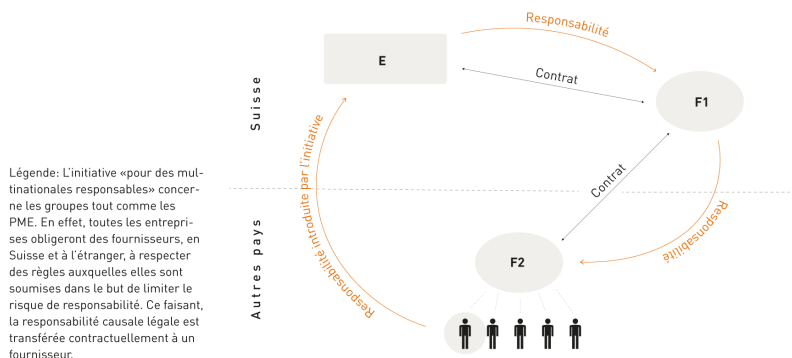 Légende: L'initiative «pour des mul-
tinationales responsables» concer-
ne les groupes tout comme les
PME. En effet, toutes les entrepri-
ses obligeront des fournisseurs, en
Suisse et à l'étranger, à respecter
des règles auxquelles elles sont
soumises dans le but de limiter le
risque de responsabilité. Ce faisant,
la responsabilité causale légale est
transférée contractuellement à un
fournisseur.
Suisse
Autres pays
E
Responsabilité
Contrat
F1
Responsabilité introduite par l'initiative
Contrat
Responsabilité
F2